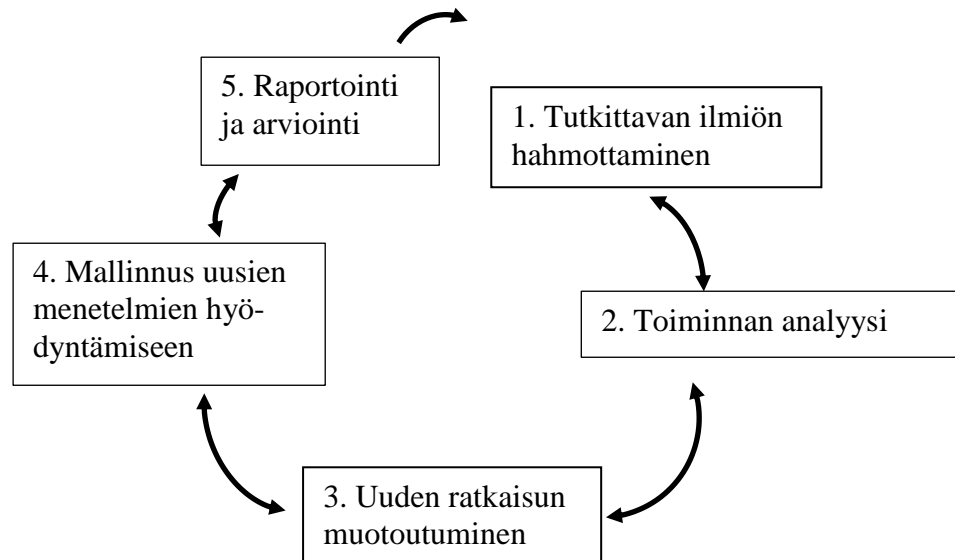 5. Raportointi
ja arviointi
1. Tutkittavan ilmiön
hahmottaminen
4. Mallinnus uusien
menetelmien hyö-
dyntämiseen
2. Toiminnan analyysi
3. Uuden ratkaisun
muotoutuminen